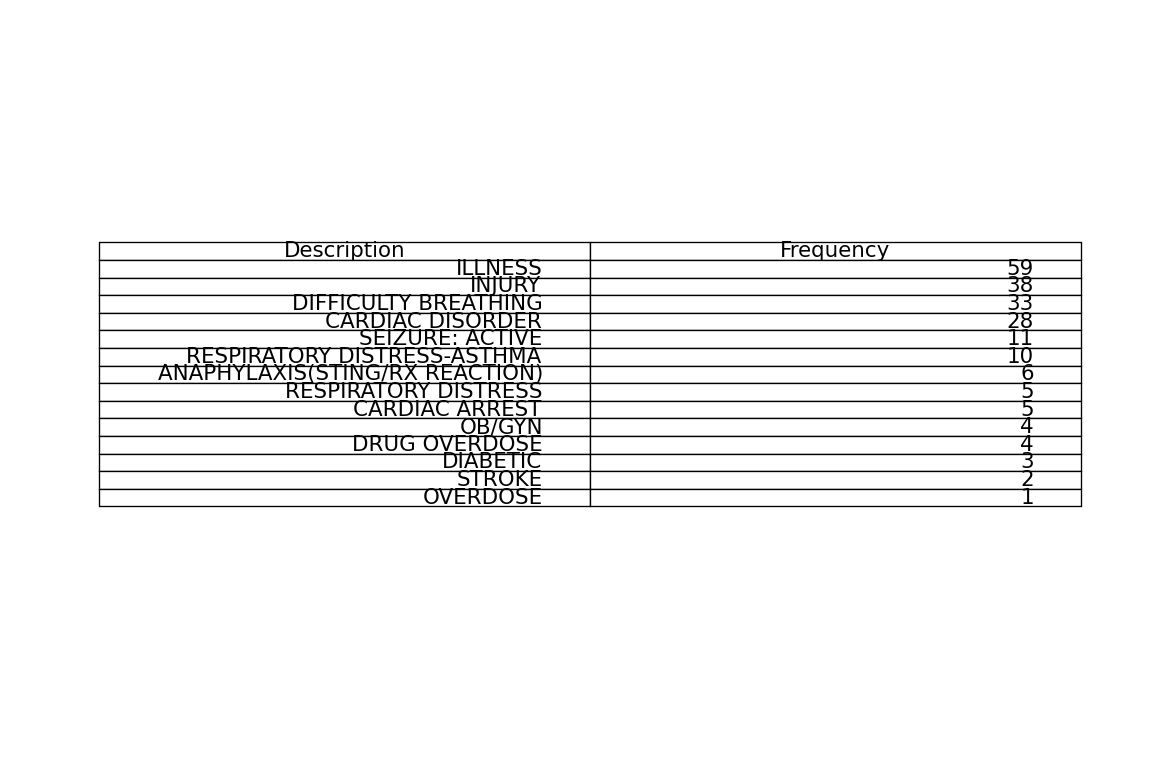 Description Frequency
ILLNESS 59
INJURY 38
DIFFICULTY BREATHING 33
CARDIAC DISORDER 28
SEIZURE: ACTIVE 11
RESPIRATORY DISTRESS-ASTHMA 10
ANAPHYLAXIS(STING/RX REACTION) 6
RESPIRATORY DISTRESS 5
CARDIAC ARREST 5
OB/GYN 4
DRUG OVERDOSE 4
DIABETIC 3
STROKE 2
OVERDOSE 1